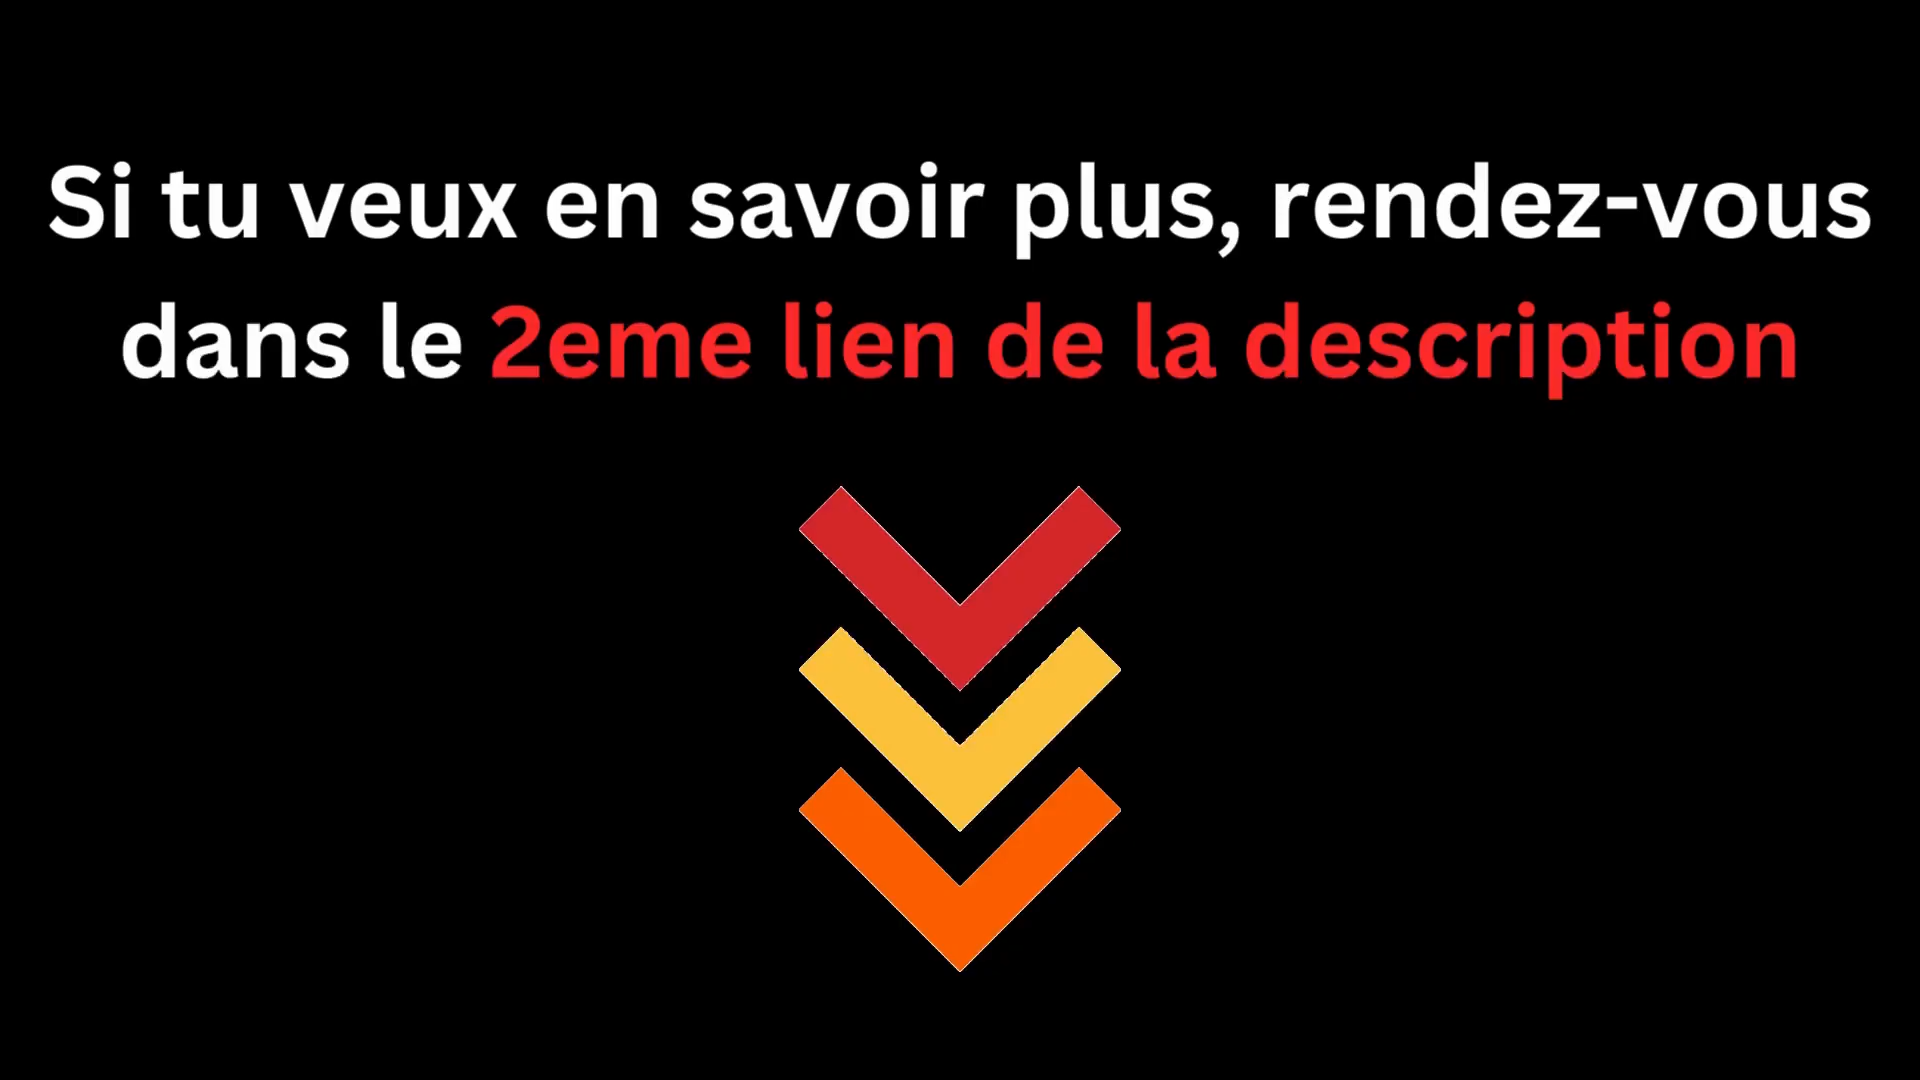 Si tu veux en savoir plus, rendez-vous
dans le 2eme lien de la description